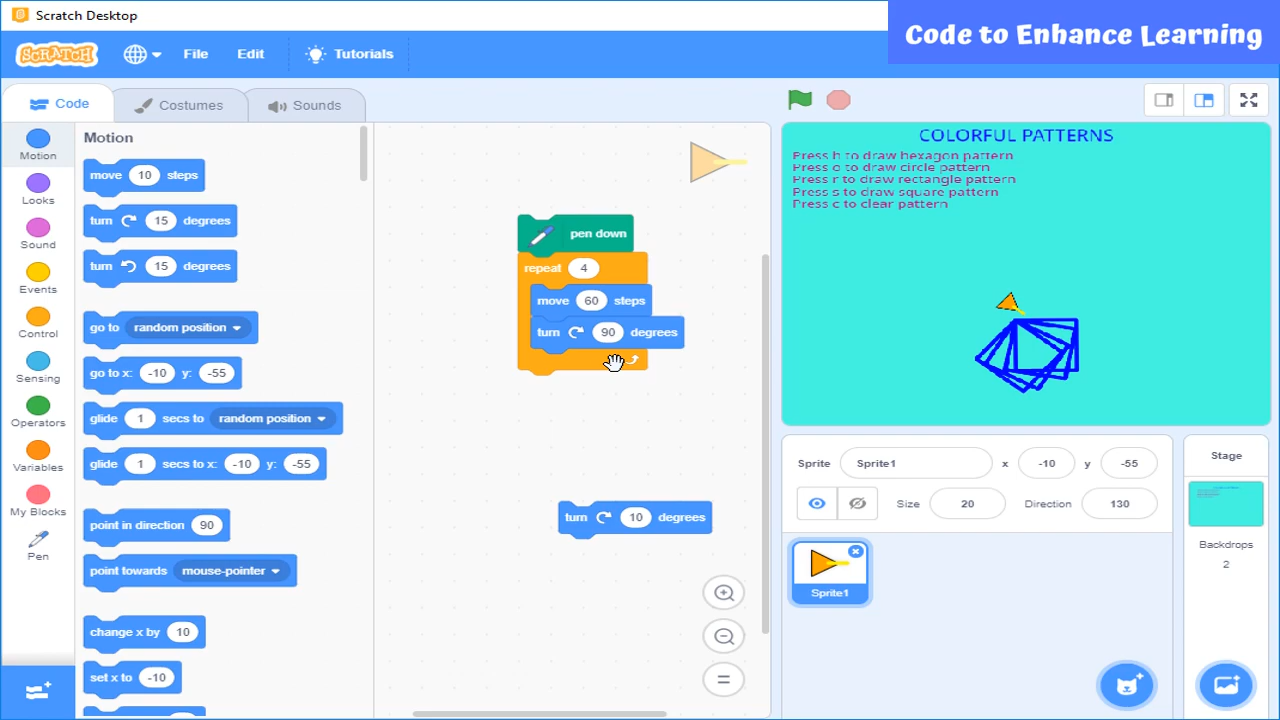 Scratch Desktop
Code to Enhance Learning
SCRATCH
File
Edit
Tutorials
Code
Costumes
Sounds
Motion
Looks
Sound
Events
Control
Sensing
Operators
Variables
My Blocks
Pen
Motion
move 10 steps
turn 15 degrees
turn 15 degrees
go to random position
go to x: -10 y: -55
glide 1 secs to random position
glide 1 secs to x: -10 y: -55
point in direction 90
point towards mouse-pointer
change x by 10
set x to -10
pen down
repeat 4
move 60 steps
turn 90 degrees
turn 10 degrees
COLORFUL PATTERNS
Press h to draw hexagon pattern
Press o to draw circle pattern
Press r to draw rectangle pattern
Press s to draw square pattern
Press c to clear pattern
Sprite Sprite1 x -10 y -55
Size 20 Direction 130
Sprite1
Stage
Backdrops
2